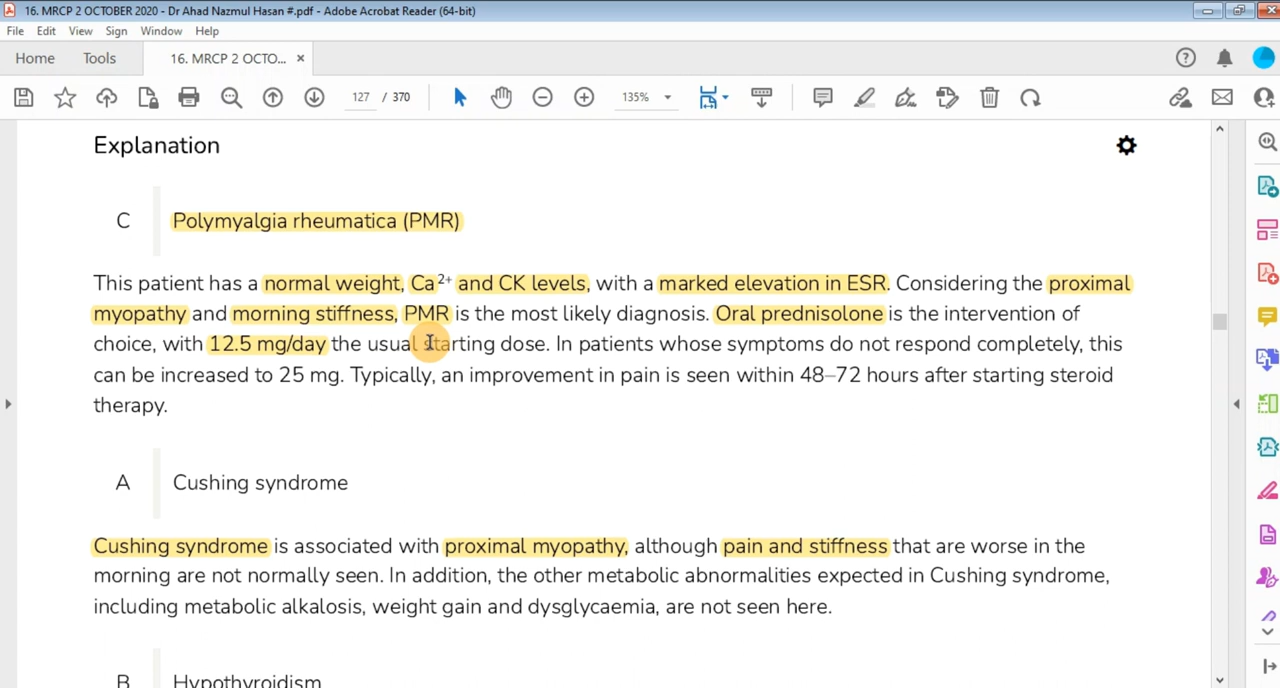 16. MRCP 2 OCTOBER 2020 - Dr Ahad Nazmul Hasan #.pdf - Adobe Acrobat Reader (64-bit)
File Edit View Sign Window Help
Home Tools 16. MRCP 2 OCTO... ×
127 / 370 135%
Explanation
C Polymyalgia rheumatica (PMR)
This patient has a normal weight, Ca²⁺ and CK levels, with a marked elevation in ESR. Considering the proximal
myopathy and morning stiffness, PMR is the most likely diagnosis. Oral prednisolone is the intervention of
choice, with 12.5 mg/day the usual starting dose. In patients whose symptoms do not respond completely, this
can be increased to 25 mg. Typically, an improvement in pain is seen within 48–72 hours after starting steroid
therapy.
A Cushing syndrome
Cushing syndrome is associated with proximal myopathy, although pain and stiffness that are worse in the
morning are not normally seen. In addition, the other metabolic abnormalities expected in Cushing syndrome,
including metabolic alkalosis, weight gain and dysglycaemia, are not seen here.
B Hypothyroidism